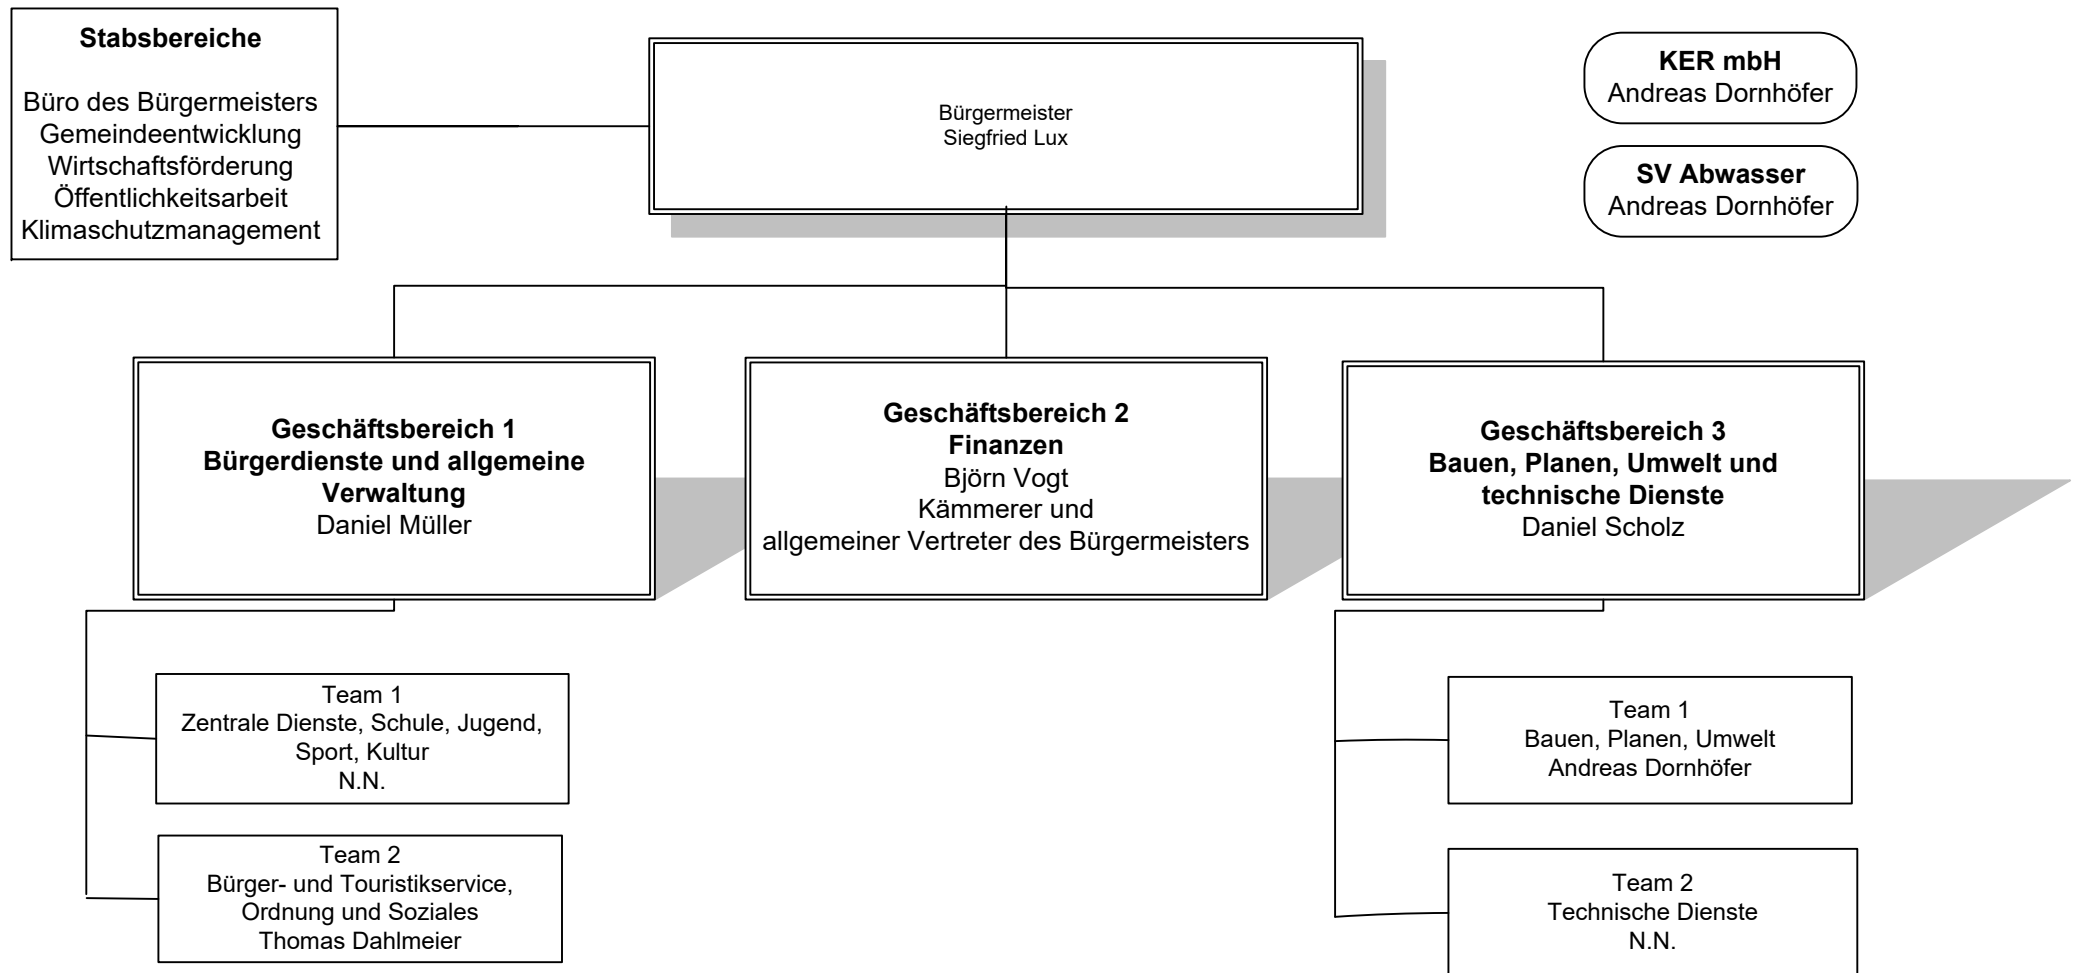 Stabsbereiche
Büro des Bürgermeisters
Gemeindeentwicklung
Wirtschaftsförderung
Öffentlichkeitsarbeit
Klimaschutzmanagement
Bürgermeister
Siegfried Lux
KER mbH
Andreas Dornhöfer
SV Abwasser
Andreas Dornhöfer
Geschäftsbereich 1
Bürgerdienste und allgemeine
Verwaltung
Daniel Müller
Geschäftsbereich 2
Finanzen
Björn Vogt
Kämmerer und
allgemeiner Vertreter des Bürgermeisters
Geschäftsbereich 3
Bauen, Planen, Umwelt und
technische Dienste
Daniel Scholz
Team 1
Zentrale Dienste, Schule, Jugend,
Sport, Kultur
N.N.
Team 2
Bürger- und Touristikservice,
Ordnung und Soziales
Thomas Dahlmeier
Team 1
Bauen, Planen, Umwelt
Andreas Dornhöfer
Team 2
Technische Dienste
N.N.